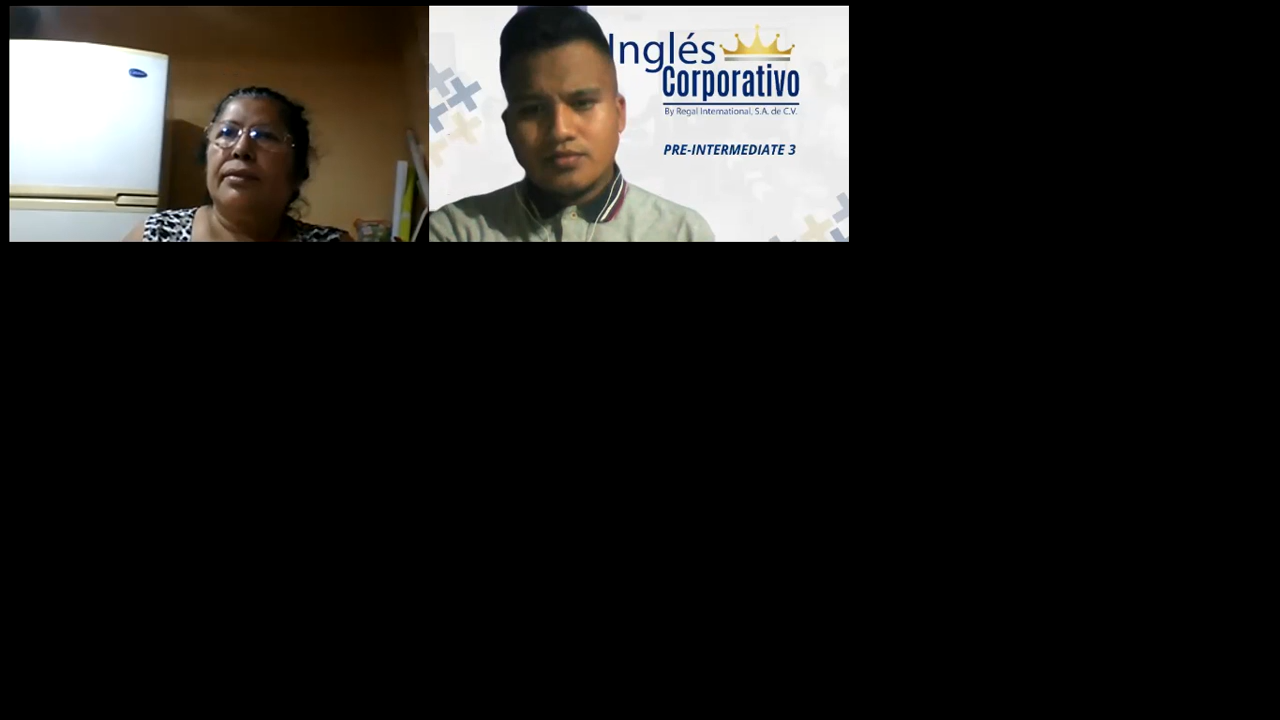 Inglés
Corporativo
By Regal International, S.A. de C.V.
PRE-INTERMEDIATE 3